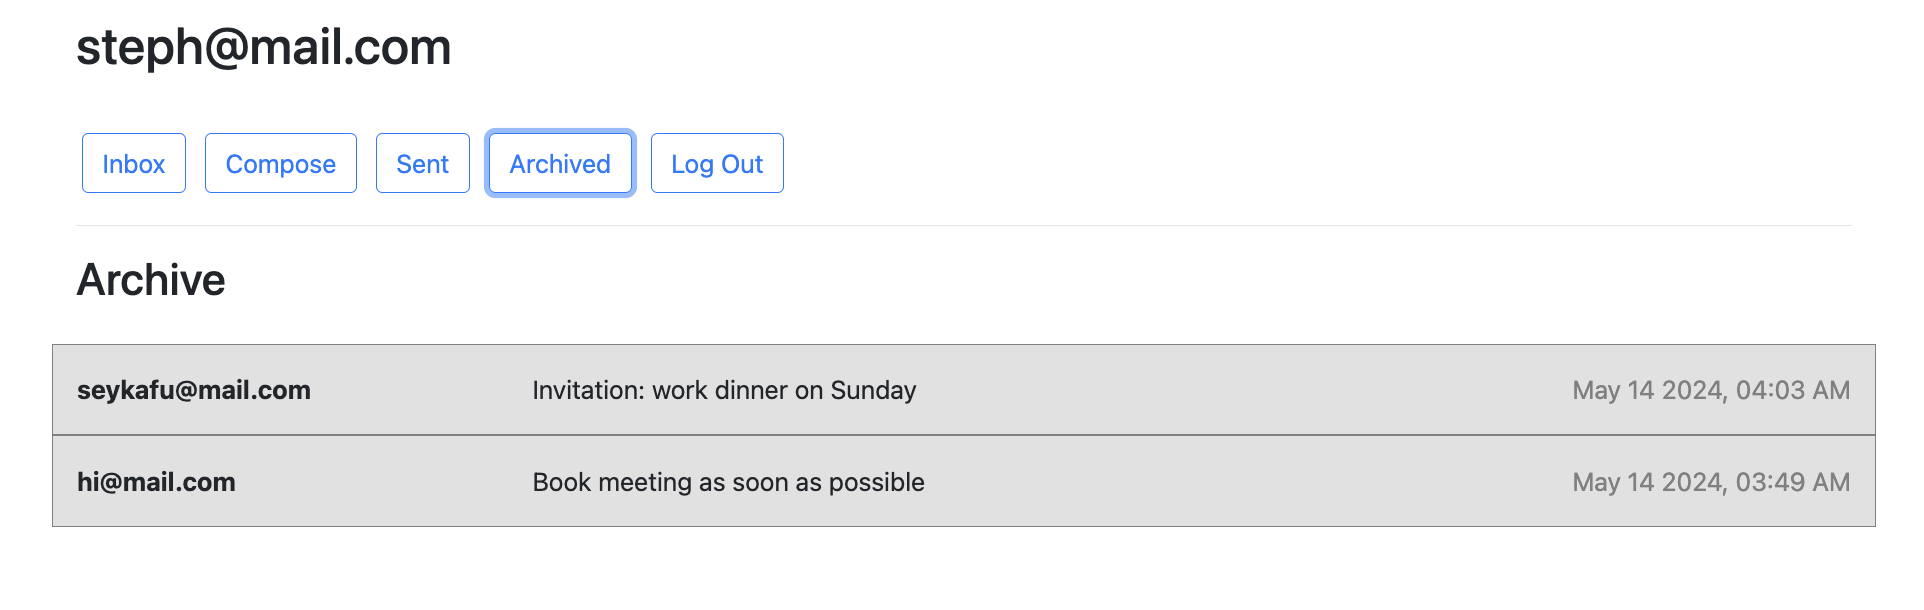 steph@mail.com
Inbox Compose Sent Archived Log Out
Archive
seykafu@mail.com Invitation: work dinner on Sunday May 14 2024, 04:03 AM
hi@mail.com Book meeting as soon as possible May 14 2024, 03:49 AM